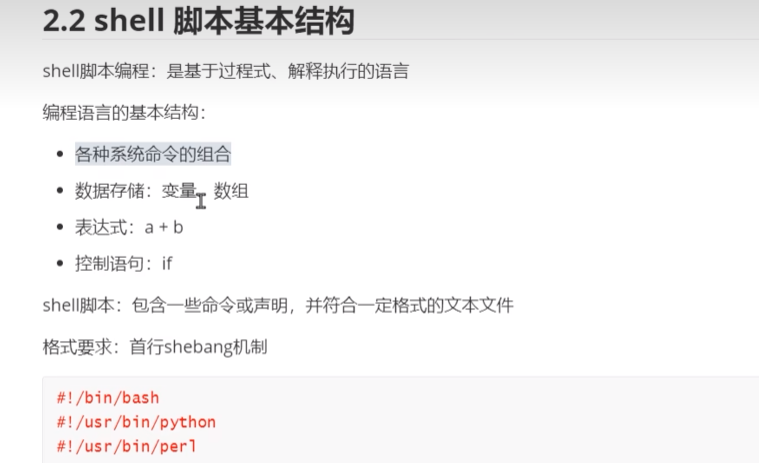 2.2 shell 脚本基本结构
shell脚本编程：是基于过程式、解释执行的语言
编程语言的基本结构：
各种系统命令的组合
数据存储：变量、数组
表达式：a + b
控制语句：if
shell脚本：包含一些命令或声明，并符合一定格式的文本文件
格式要求：首行shebang机制
#!/bin/bash
#!/usr/bin/python
#!/usr/bin/perl